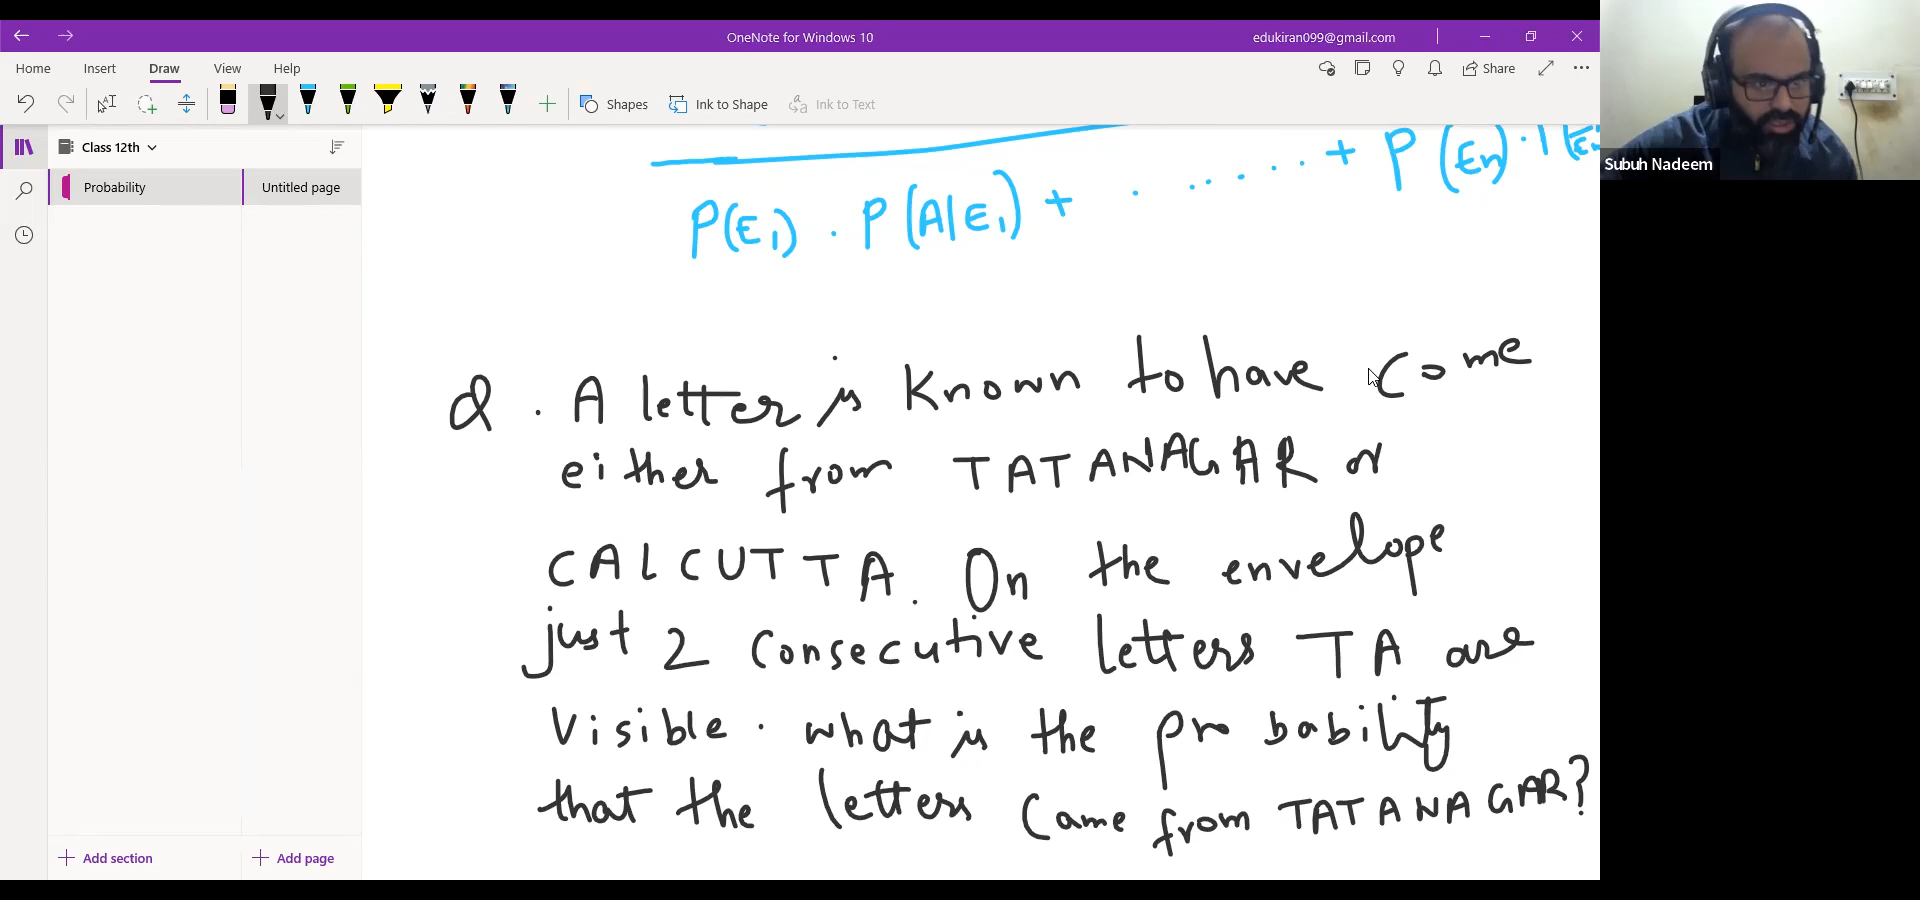 OneNote for Windows 10
edukiran099@gmail.com
Home Insert Draw View Help
Share
Shapes Ink to Shape Ink to Text
Class 12th
Probability
Untitled page
Subuh Nadeem
+ P(En) .
P(E1) . P(A|E1) + . . . . . . .
Q. A letter is known to have come
either from TATANAGAR or
CALCUTTA. On the envelope
just 2 consecutive letters TA are
visible. what is the probability
that the letters came from TATANAGAR?
+ Add section
+ Add page